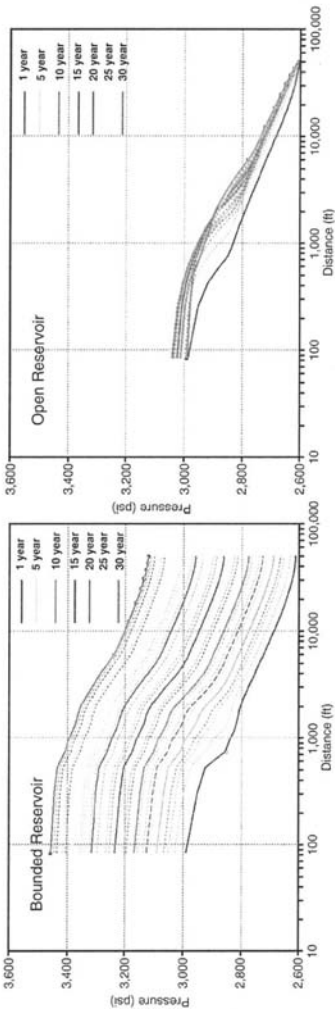 Bounded Reservoir
Pressure (psi)
3,600
3,400
3,200
3,000
2,800
2,600
10
100
1,000
10,000
100,000
Distance (ft)
1 year
5 year
10 year
15 year
20 year
25 year
30 year
Open Reservoir
Pressure (psi)
3,600
3,400
3,200
3,000
2,800
2,600
10
100
1,000
10,000
100,000
Distance (ft)
1 year
5 year
10 year
15 year
20 year
25 year
30 year